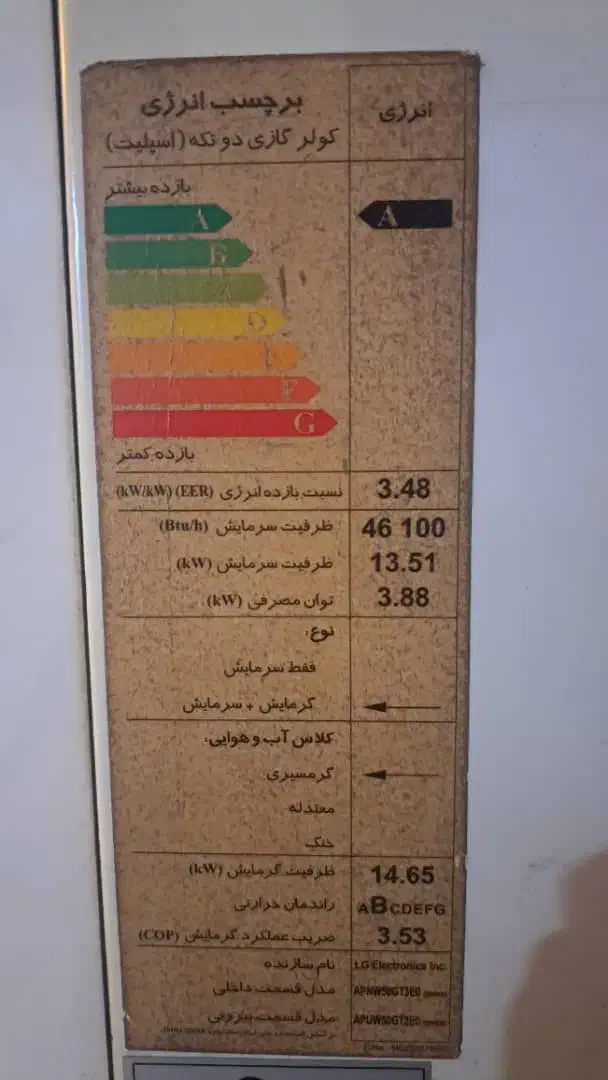 برچسب انرژی
کولر گازی دو تکه (اسپلیت)
انرژی
بازده بیشتر
A A
B
D
F
G
بازده کمتر
نسبت بازده انرژی (EER) (kW/kW) 3.48
ظرفیت سرمایش (Btu/h) 46 100
ظرفیت سرمایش (kW) 13.51
توان مصرفی (kW) 3.88
نوع:
فقط سرمایش
گرمایش + سرمایش
کلاس آب و هوایی:
گرمسیری
معتدله
خنک
ظرفیت گرمایش (kW) 14.65
راندمان حرارتی ABCDEFG
ضریب عملکرد گرمایش (COP) 3.53
نام سازنده LG Electronics Inc.
مدل قسمت داخلی APNW50GT3E0
مدل قسمت بیرونی APUW50GT3E0